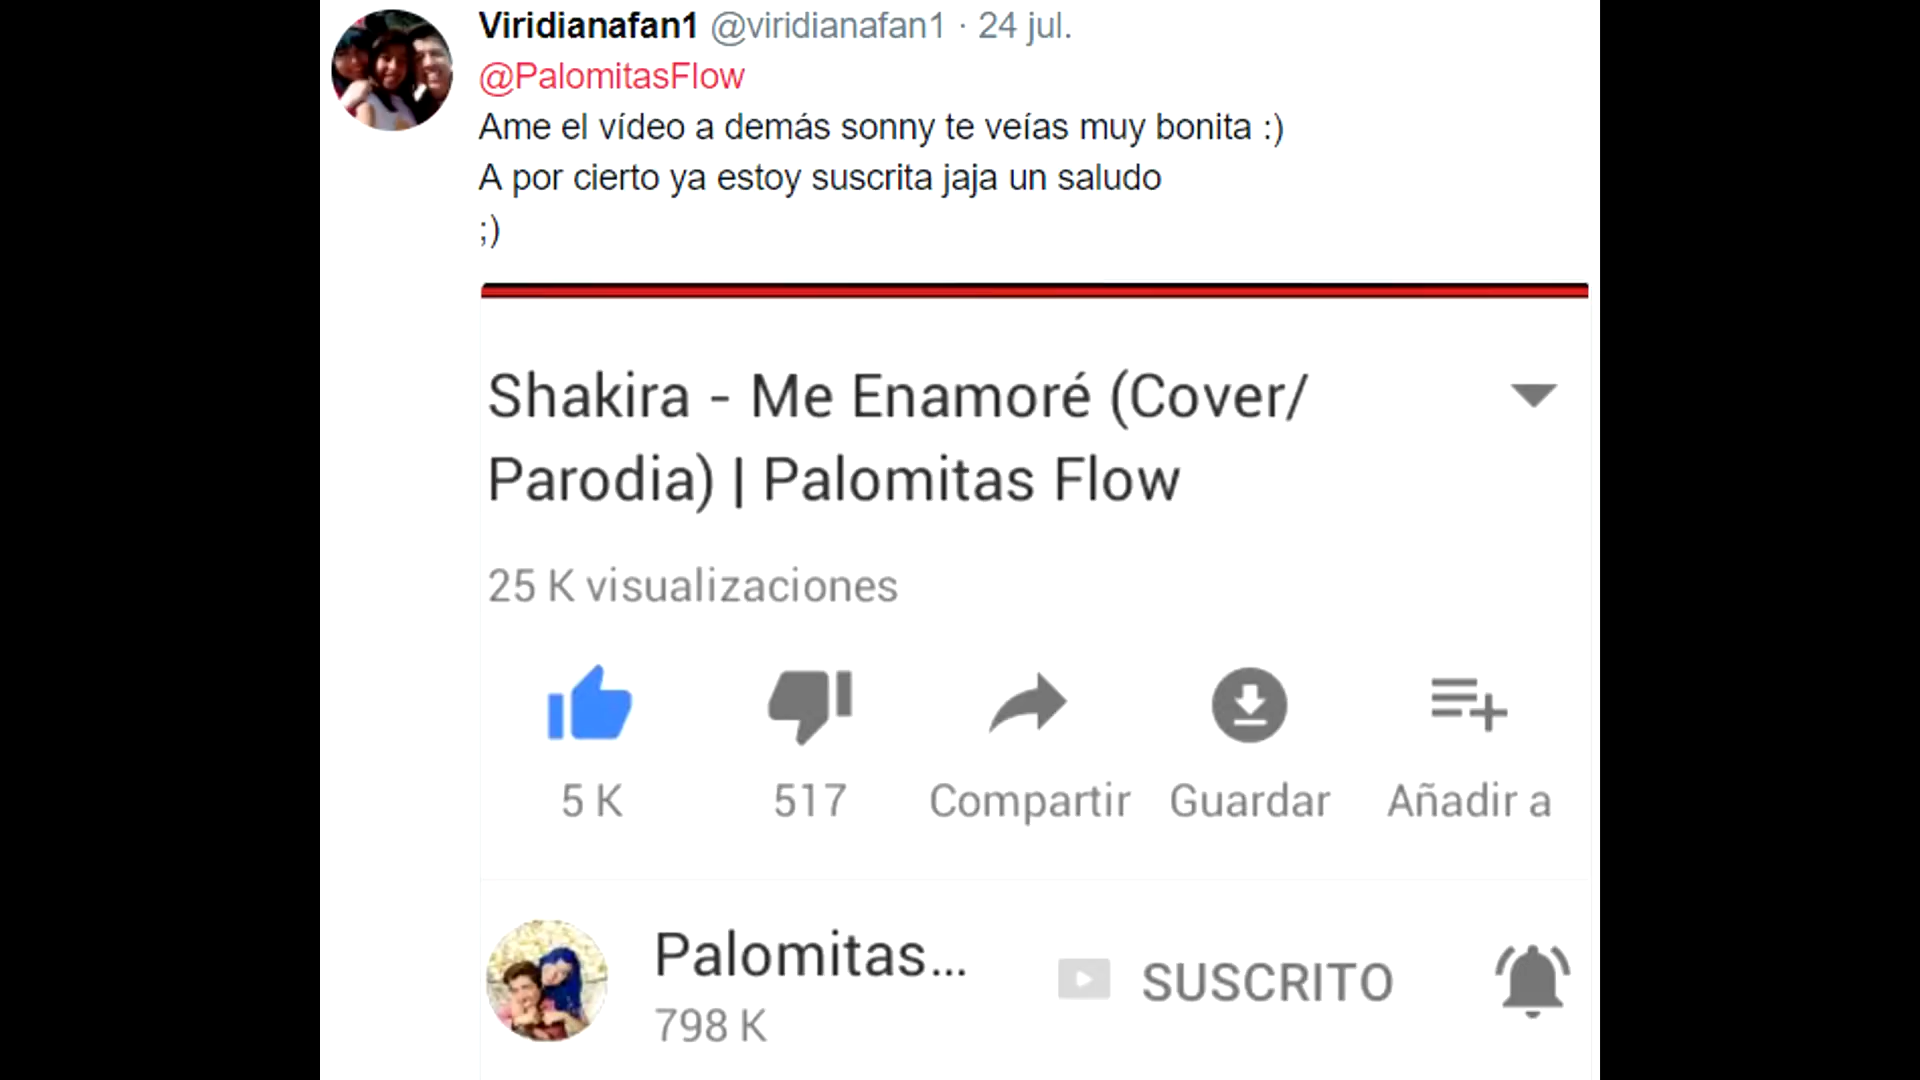 Viridianafan1 @viridianafan1 · 24 jul.
@PalomitasFlow
Ame el vídeo a demás sonny te veías muy bonita :)
A por cierto ya estoy suscrita jaja un saludo
;)
Shakira - Me Enamoré (Cover/
Parodia) | Palomitas Flow
25 K visualizaciones
5 K 517 Compartir Guardar Añadir a
Palomitas... SUSCRITO
798 K